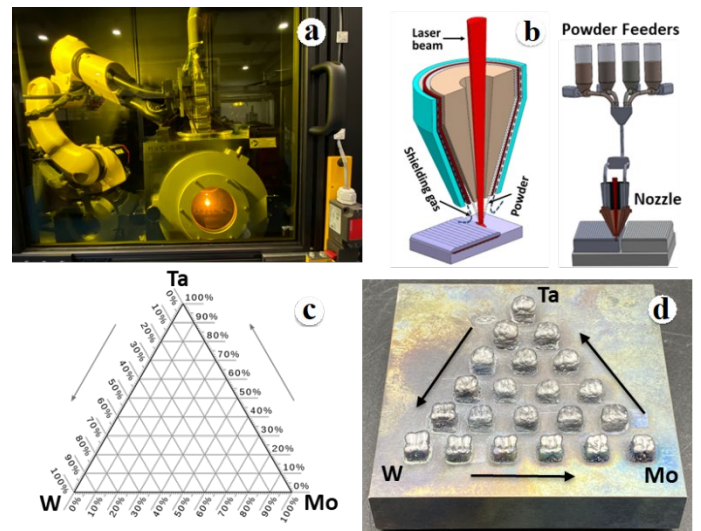 a
b
Laser
beam
Shielding gas
Powder
Powder Feeders
Nozzle
c
Ta
0%
10%
20%
30%
40%
50%
60%
70%
80%
90%
100%
100%
90%
80%
70%
60%
50%
40%
30%
20%
10%
0%
W
Mo
0%
10%
20%
30%
40%
50%
60%
70%
80%
90%
100%
d
Ta
W
Mo